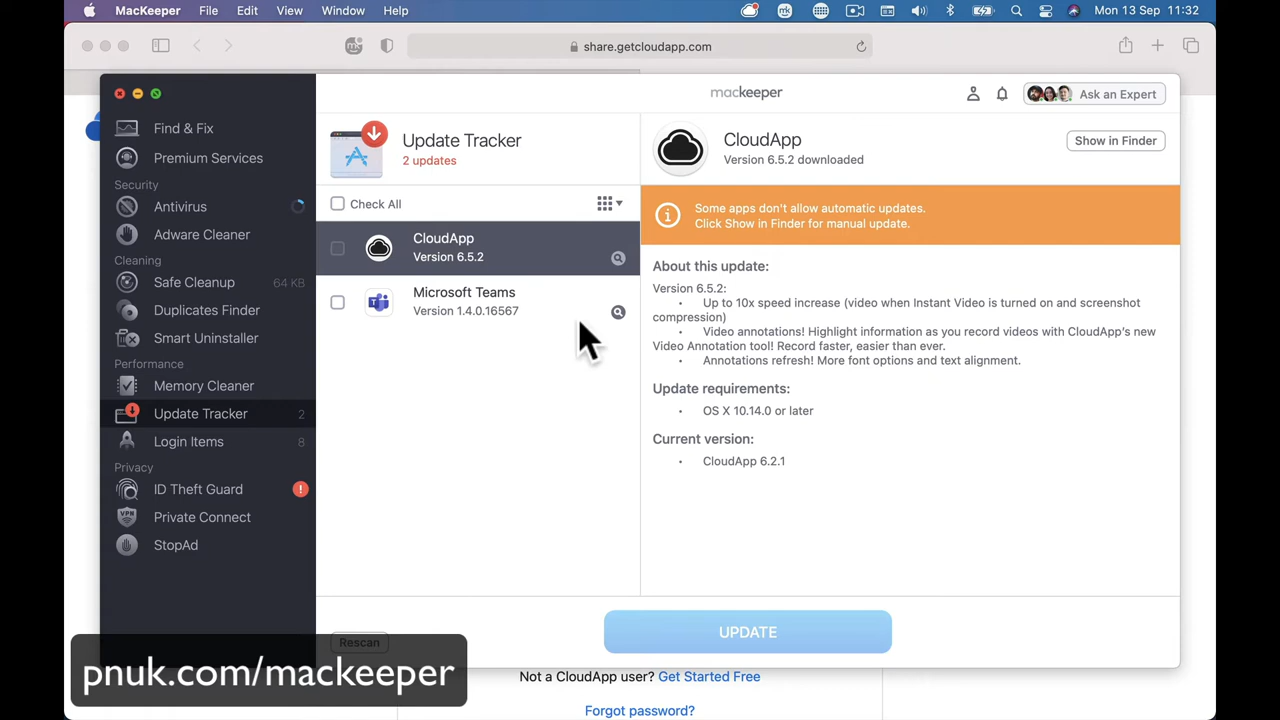 MacKeeper File Edit View Window Help
mk
Mon 13 Sep 11:32
mk
share.getcloudapp.com
mackeeper
Ask an Expert
Find & Fix
Premium Services
Security
Antivirus
Adware Cleaner
Cleaning
Safe Cleanup 64 KB
Duplicates Finder
Smart Uninstaller
Performance
Memory Cleaner
Update Tracker 2
Login Items 8
Privacy
ID Theft Guard !
VPN
Private Connect
StopAd
Update Tracker
2 updates
Check All
CloudApp
Version 6.5.2
Microsoft Teams
Version 1.4.0.16567
Rescan
CloudApp
Version 6.5.2 downloaded
Show in Finder
Some apps don't allow automatic updates.
Click Show in Finder for manual update.
About this update:
Version 6.5.2:
• Up to 10x speed increase (video when Instant Video is turned on and screenshot
compression)
• Video annotations! Highlight information as you record videos with CloudApp's new
Video Annotation tool! Record faster, easier than ever.
• Annotations refresh! More font options and text alignment.
Update requirements:
• OS X 10.14.0 or later
Current version:
• CloudApp 6.2.1
UPDATE
pnuk.com/mackeeper
Not a CloudApp user? Get Started Free
Forgot password?